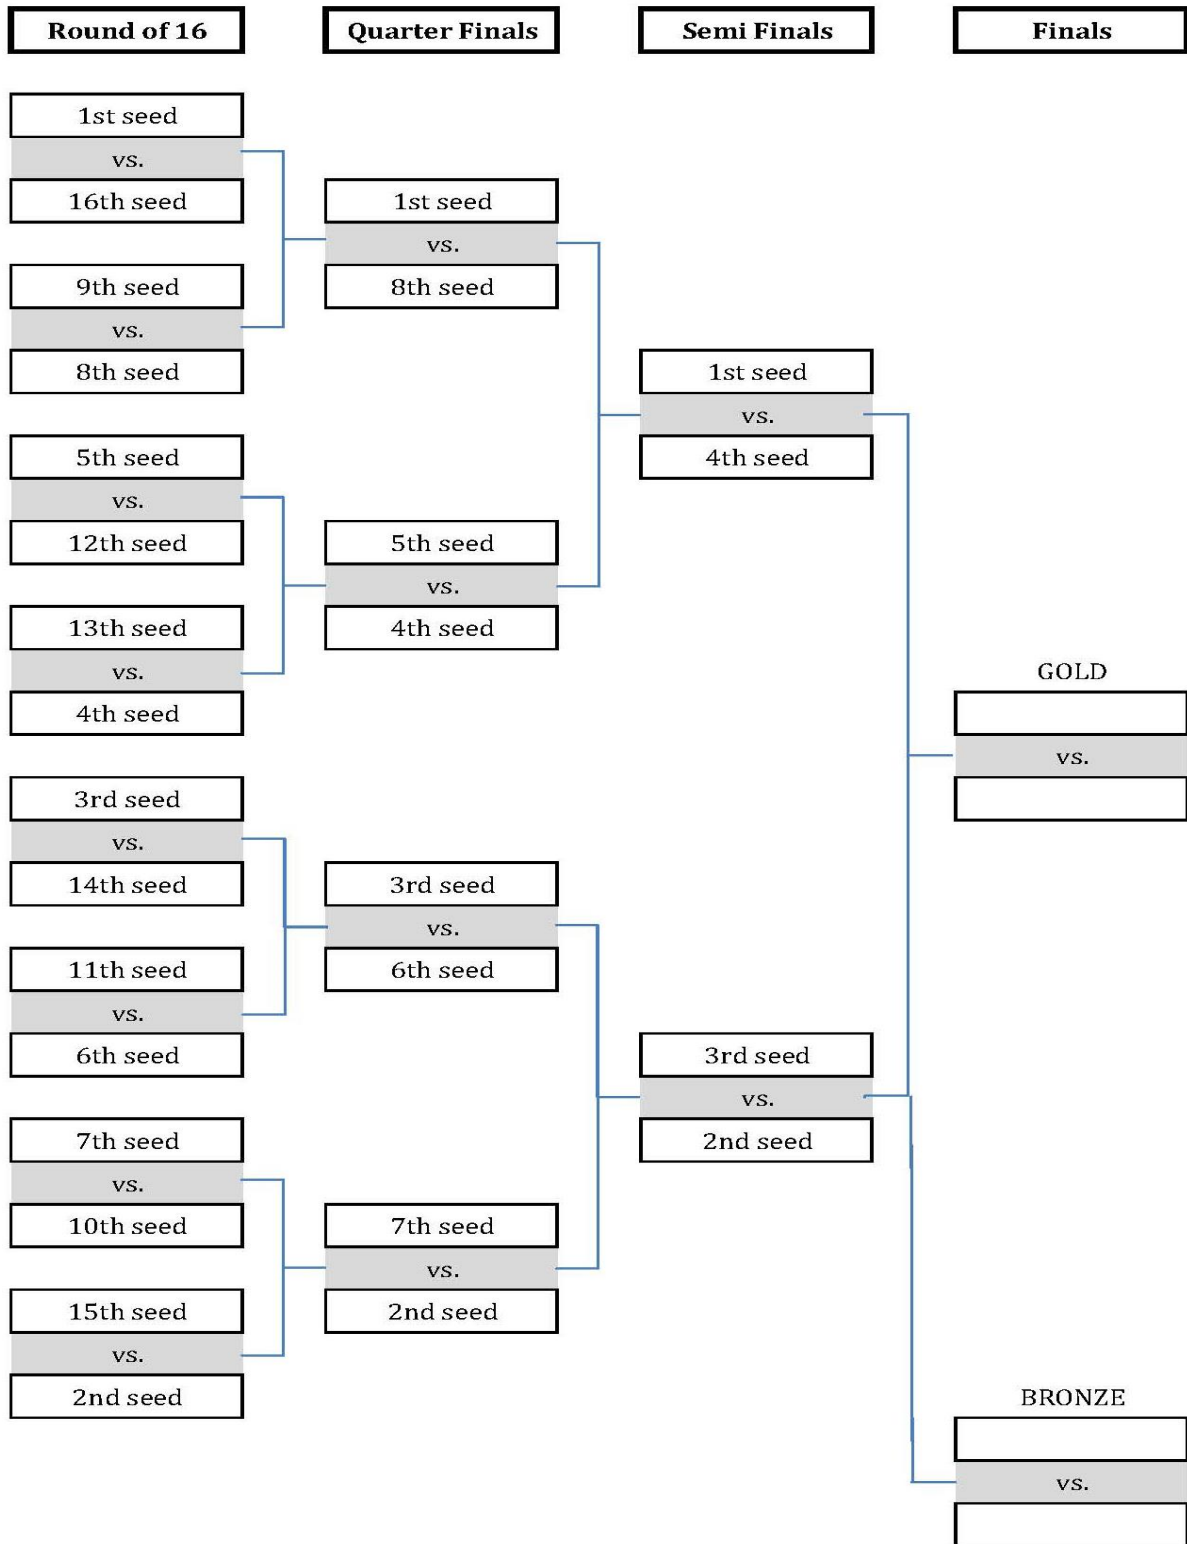 Round of 16
Quarter Finals
Semi Finals
Finals
1st seed
vs.
16th seed
9th seed
vs.
8th seed
5th seed
vs.
12th seed
13th seed
vs.
4th seed
3rd seed
vs.
14th seed
11th seed
vs.
6th seed
7th seed
vs.
10th seed
15th seed
vs.
2nd seed
1st seed
vs.
8th seed
5th seed
vs.
4th seed
3rd seed
vs.
6th seed
7th seed
vs.
2nd seed
1st seed
vs.
4th seed
3rd seed
vs.
2nd seed
GOLD
vs.
BRONZE
vs.